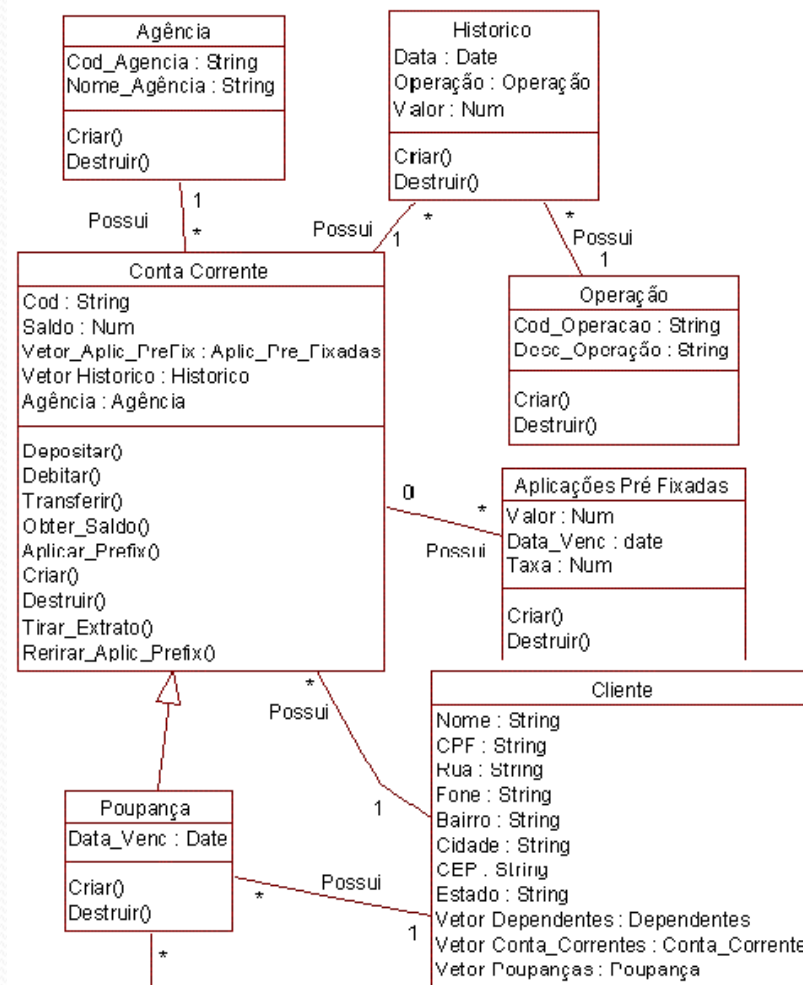 Agência
Cod_Agencia : String
Nome_Agência : String
Criar()
Destruir()
Historico
Data : Date
Operação : Operação
Valor : Num
Criar()
Destruir()
1
Possui
*
Possui
1
*
*
Possui
1
Conta Corrente
Cod : String
Saldo : Num
Vetor_Aplic_PreFix : Aplic_Pre_Fixadas
Vetor Historico : Historico
Agência : Agência
Depositar()
Debitar()
Transferir()
Obter_Saldo()
Aplicar_Prefix()
Criar()
Destruir()
Tirar_Extrato()
Rerirar_Aplic_Prefix()
Operação
Cod_Operacao : String
Desc_Operação : String
Criar()
Destruir()
0
*
Possui
Aplicações Pré Fixadas
Valor : Num
Data_Venc : date
Taxa : Num
Criar()
Destruir()
*
Possui
1
Cliente
Nome : String
CPF : String
Rua : String
Fone : String
Bairro : String
Cidade : String
CEP : String
Estado : String
Vetor Dependentes : Dependentes
Vetor Conta_Correntes : Conta_Corrente
Vetor Poupanças : Poupança
Poupança
Data_Venc : Date
Criar()
Destruir()
*
Possui
1
*